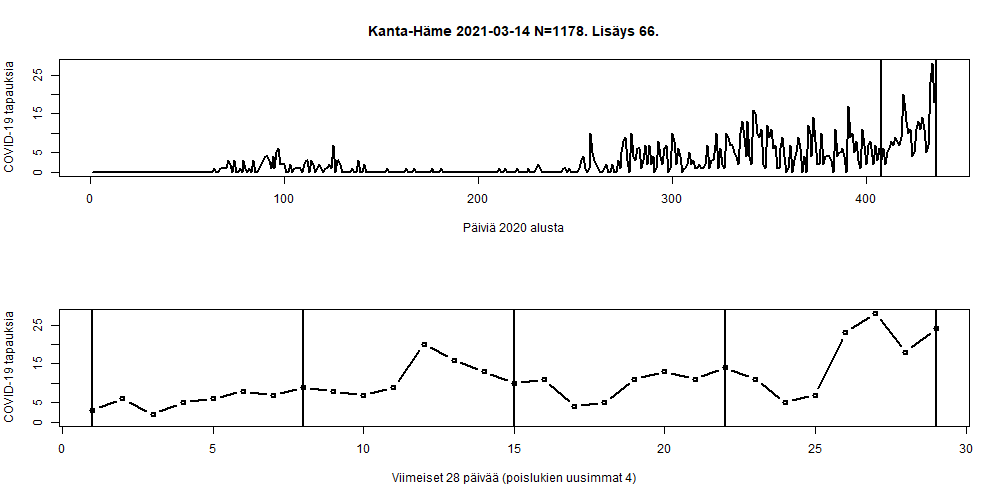 Kanta-Häme 2021-03-14 N=1178. Lisäys 66.
COVID-19 tapauksia
25
15
5
0
0 100 200 300 400
Päiviä 2020 alusta
COVID-19 tapauksia
25
15
5
0
0 5 10 15 20 25 30
Viimeiset 28 päivää (poislukien uusimmat 4)